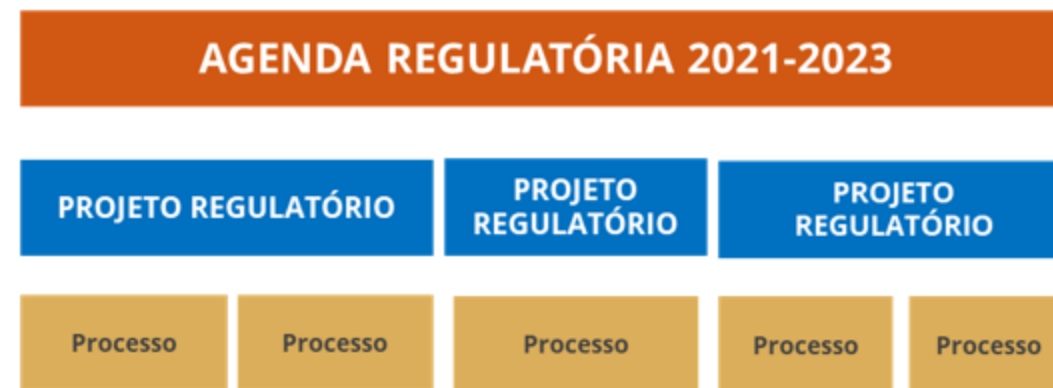 AGENDA REGULATÓRIA 2021-2023
PROJETO REGULATÓRIO
PROJETO
REGULATÓRIO
PROJETO
REGULATÓRIO
Processo
Processo
Processo
Processo
Processo